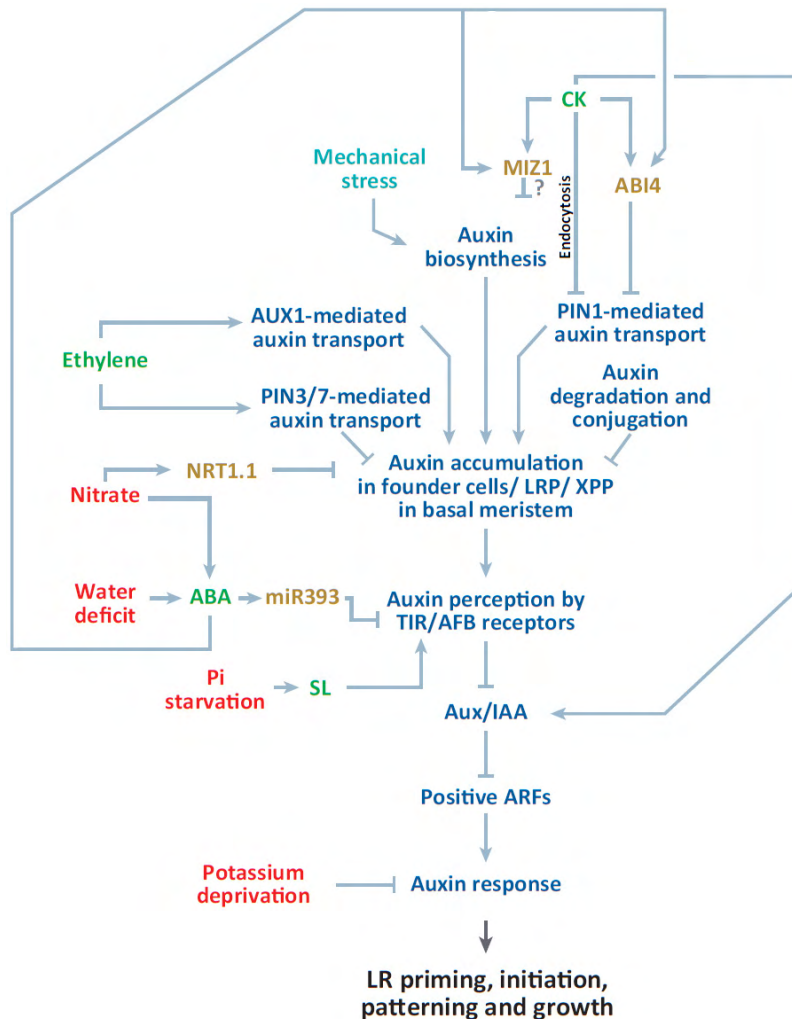 CK
Mechanical
stress
MIZ1
?
ABI4
Endocytosis
Auxin
biosynthesis
AUX1-mediated
auxin transport
PIN1-mediated
auxin transport
Ethylene
Auxin
degradation and
conjugation
PIN3/7-mediated
auxin transport
NRT1.1
Auxin accumulation
in founder cells/ LRP/ XPP
in basal meristem
Nitrate
Water
deficit
ABA
miR393
Auxin perception by
TIR/AFB receptors
Pi
starvation
SL
Aux/IAA
Positive ARFs
Potassium
deprivation
Auxin response
LR priming, initiation,
patterning and growth